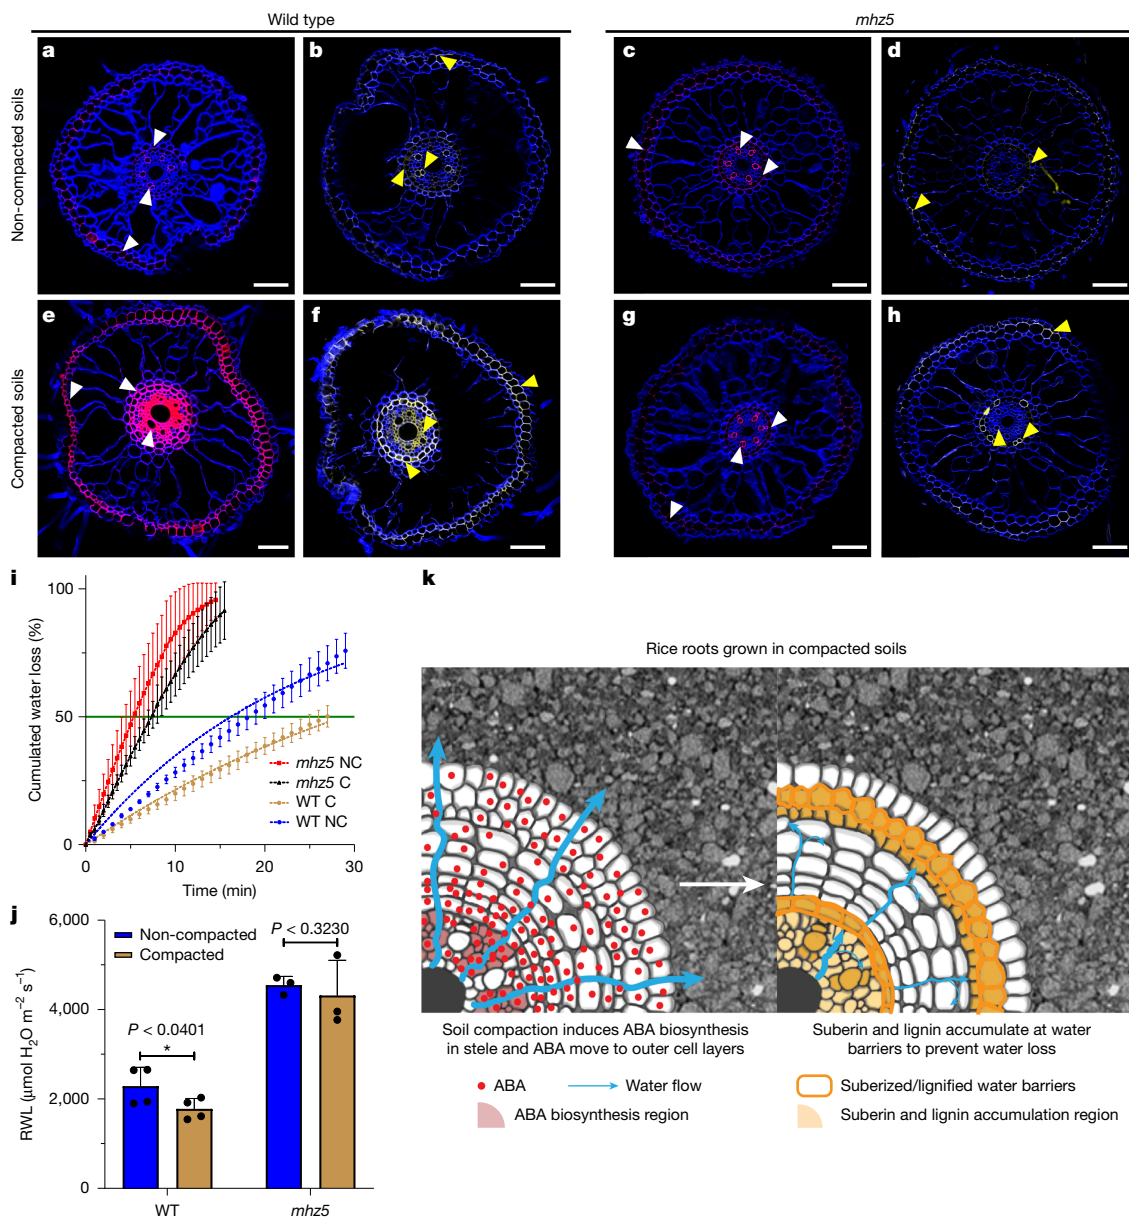 Wild type
mhz5
Non-compacted soils
a
b
c
d
Compacted soils
e
f
g
h
i
Cumulated water loss (%)
100
50
0
0
10
20
30
Time (min)
mhz5 NC
mhz5 C
WT C
WT NC
j
RWL (μmol H₂O m⁻² s⁻¹)
6,000
4,000
2,000
0
Non-compacted
Compacted
P < 0.0401
*
P < 0.3230
WT
mhz5
k
Rice roots grown in compacted soils
Soil compaction induces ABA biosynthesis
in stele and ABA move to outer cell layers
ABA
Water flow
ABA biosynthesis region
Suberin and lignin accumulate at water
barriers to prevent water loss
Suberized/lignified water barriers
Suberin and lignin accumulation region